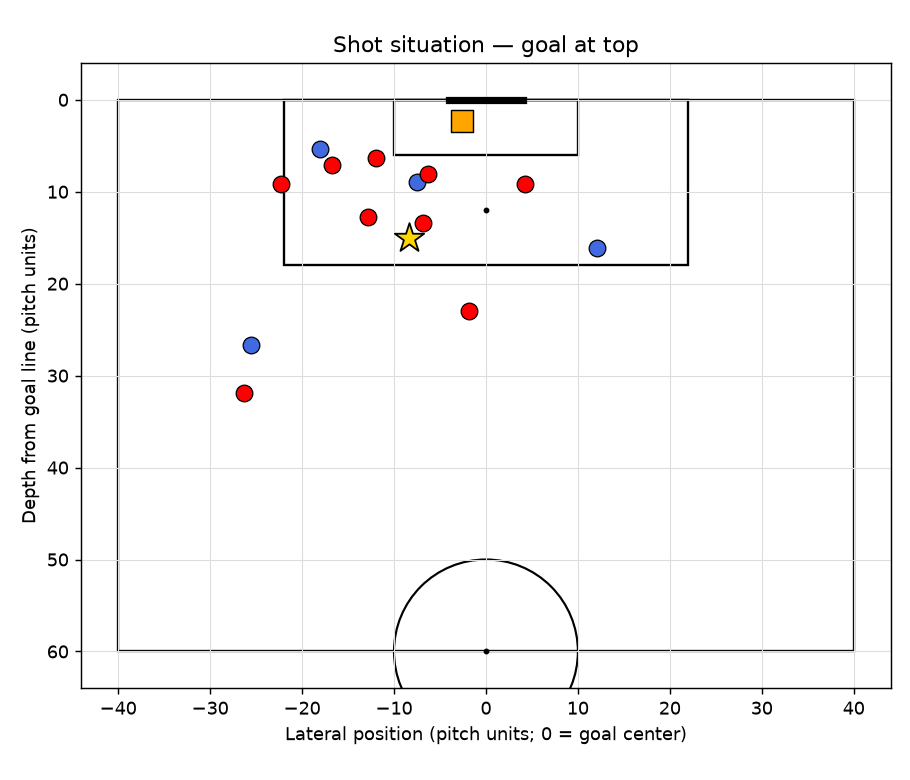 Shot situation — goal at top
Depth from goal line (pitch units)
0
10
20
30
40
50
60
−40 −30 −20 −10 0 10 20 30 40
Lateral position (pitch units; 0 = goal center)